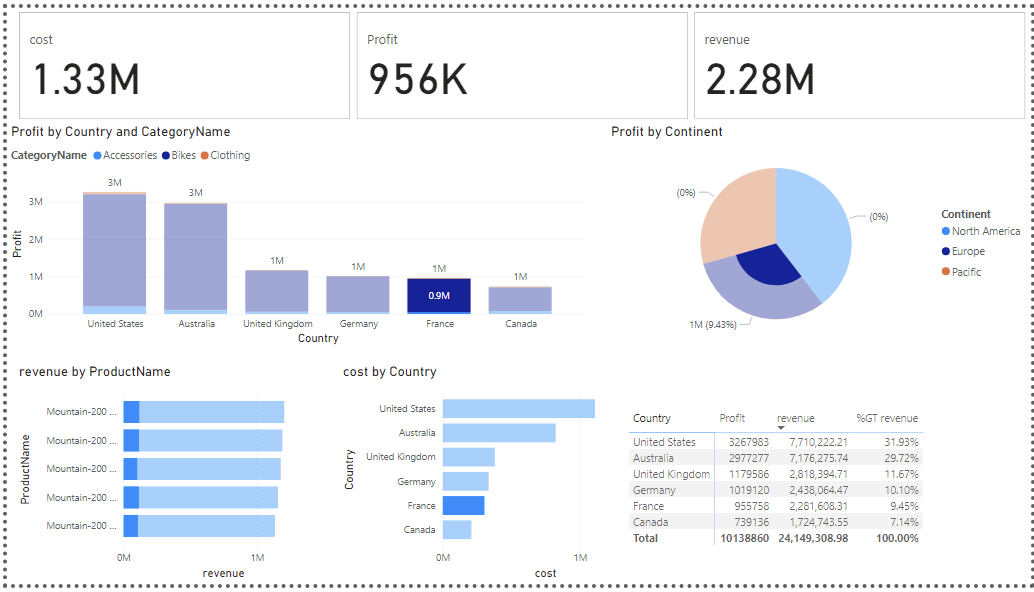 cost
1.33M
Profit
956K
revenue
2.28M
Profit by Country and CategoryName
CategoryName Accessories Bikes Clothing
Profit
3M
2M
1M
0M
3M
3M
1M
1M
1M
1M
0.9M
United States
Australia
United Kingdom
Germany
France
Canada
Country
Profit by Continent
(0%)
(0%)
1M (9.43%)
Continent
North America
Europe
Pacific
revenue by ProductName
ProductName
Mountain-200 ...
Mountain-200 ...
Mountain-200 ...
Mountain-200 ...
Mountain-200 ...
0M
1M
revenue
cost by Country
Country
United States
Australia
United Kingdom
Germany
France
Canada
0M
1M
cost
Country Profit revenue %GT revenue
United States 3267983 7,710,222.21 31.93%
Australia 2977277 7,176,275.74 29.72%
United Kingdom 1179586 2,818,394.71 11.67%
Germany 1019120 2,438,064.47 10.10%
France 955758 2,281,608.31 9.45%
Canada 739136 1,724,743.55 7.14%
Total 10138860 24,149,308.98 100.00%